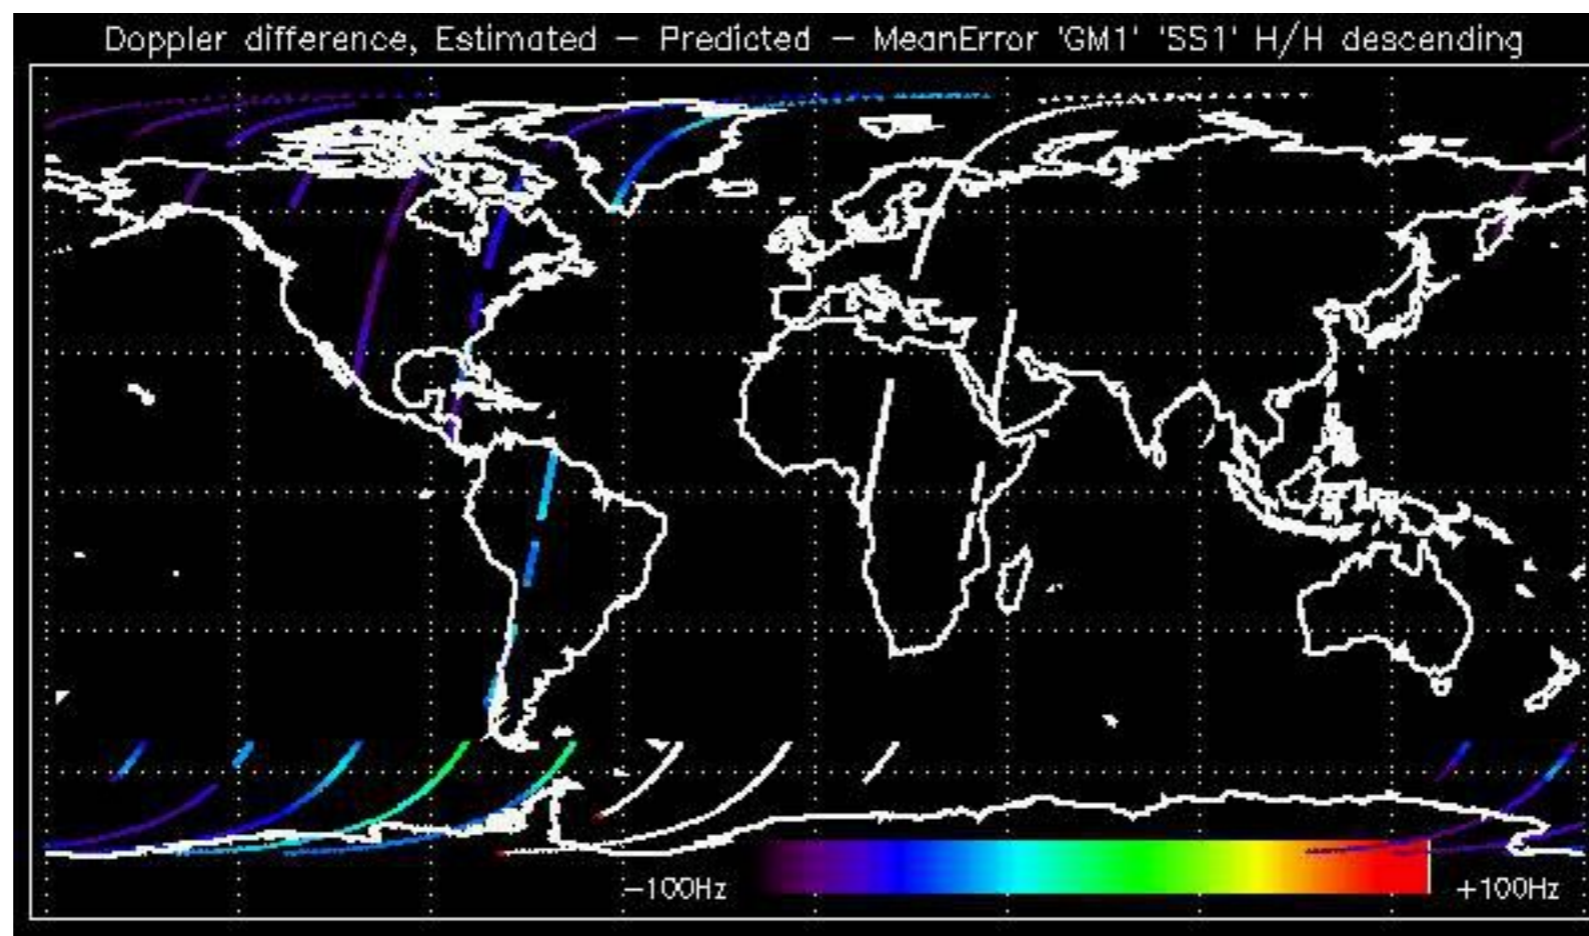 Doppler difference, Estimated – Predicted – MeanError 'GM1' 'SS1' H/H descending
–100Hz
+100Hz